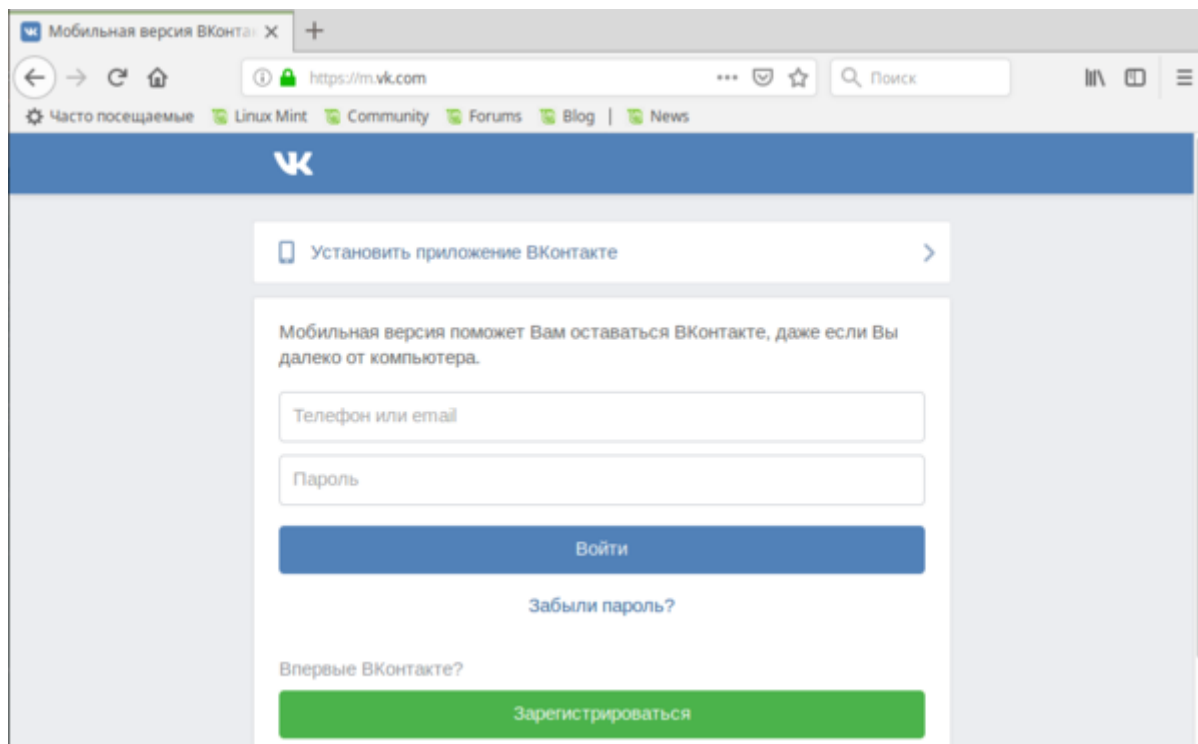 Мобильная версия ВКонта
https://m.vk.com
Поиск
Часто посещаемые Linux Mint Community Forums Blog | News
Установить приложение ВКонтакте
Мобильная версия поможет Вам оставаться ВКонтакте, даже если Вы
далеко от компьютера.
Телефон или email
Пароль
Войти
Забыли пароль?
Впервые ВКонтакте?
Зарегистрироваться